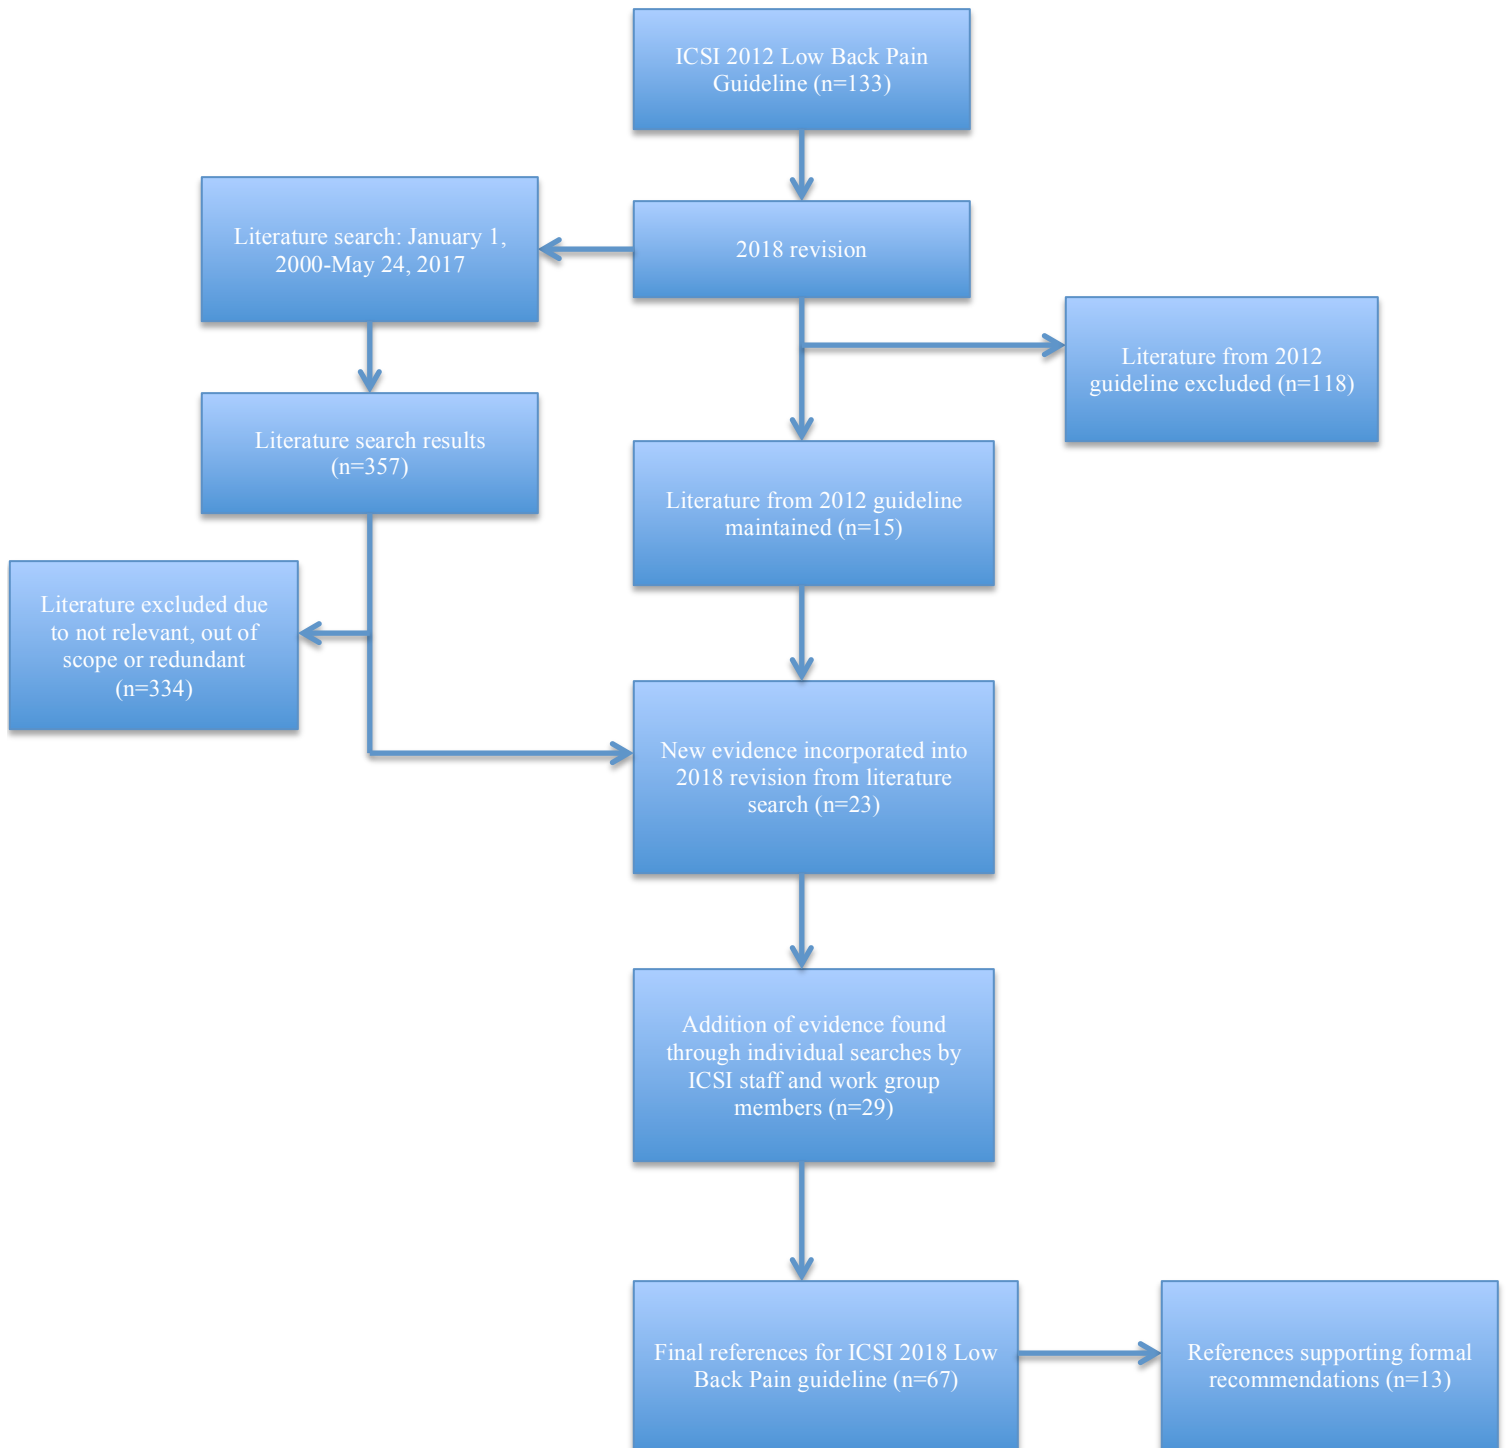 ICSI 2012 Low Back Pain
Guideline (n=133)
Literature search: January 1,
2000-May 24, 2017
2018 revision
Literature from 2012
guideline excluded (n=118)
Literature search results
(n=357)
Literature from 2012 guideline
maintained (n=15)
Literature excluded due
to not relevant, out of
scope or redundant
(n=334)
New evidence incorporated into
2018 revision from literature
search (n=23)
Addition of evidence found
through individual searches by
ICSI staff and work group
members (n=29)
Final references for ICSI 2018 Low
Back Pain guideline (n=67)
References supporting formal
recommendations (n=13)